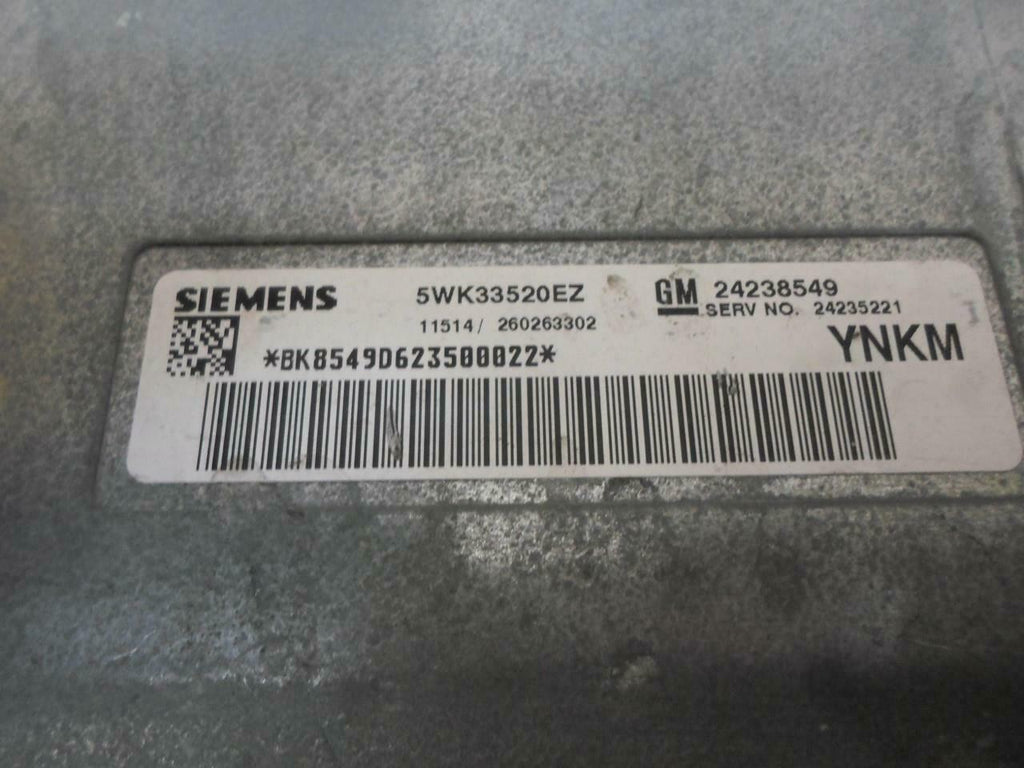 SIEMENS 5WK33520EZ GM 24238549
SERV NO. 24235221
11514/ 260263302
YNKM
*BK8549D623500022*